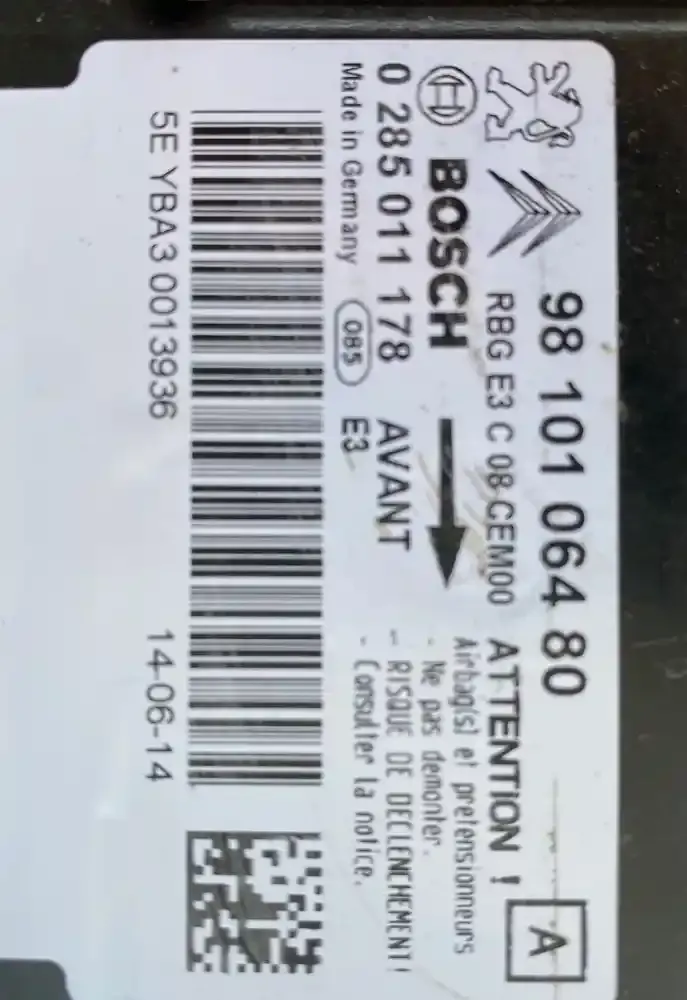 98 101 064 80
A
RBG E3 C 08 CEM00
BOSCH
0 285 011 178 AVANT
Made in Germany 085 E3
ATTENTION !
Airbag(s) et pretensionneurs
- Ne pas demonter.
- RISQUE DE DECLENCHEMENT!
- Consulter la notice.
5E YBA3 0013936 14-06-14